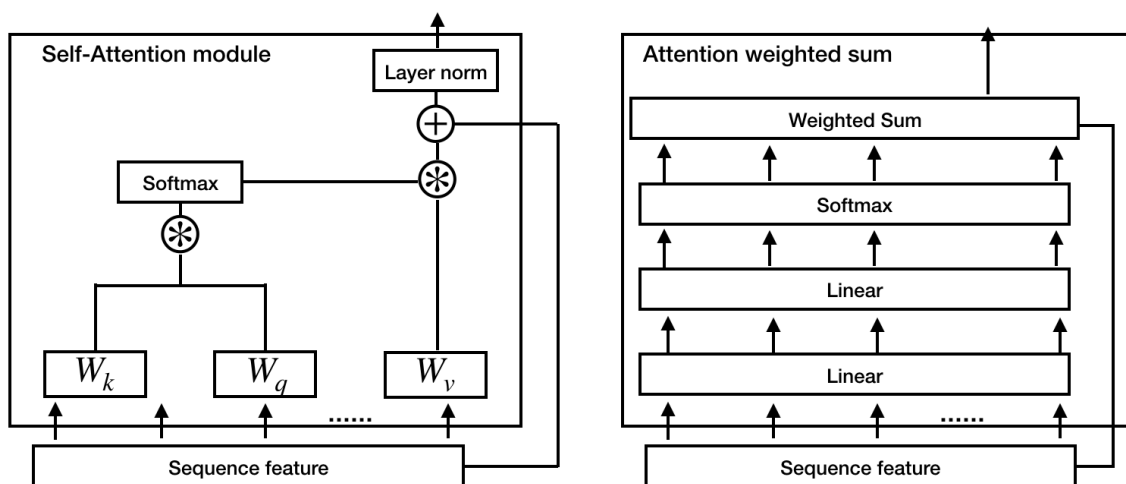 Self-Attention module
Layer norm
+
Softmax
W_k
W_q
W_v
......
Sequence feature
Attention weighted sum
Weighted Sum
Softmax
Linear
Linear
......
Sequence feature